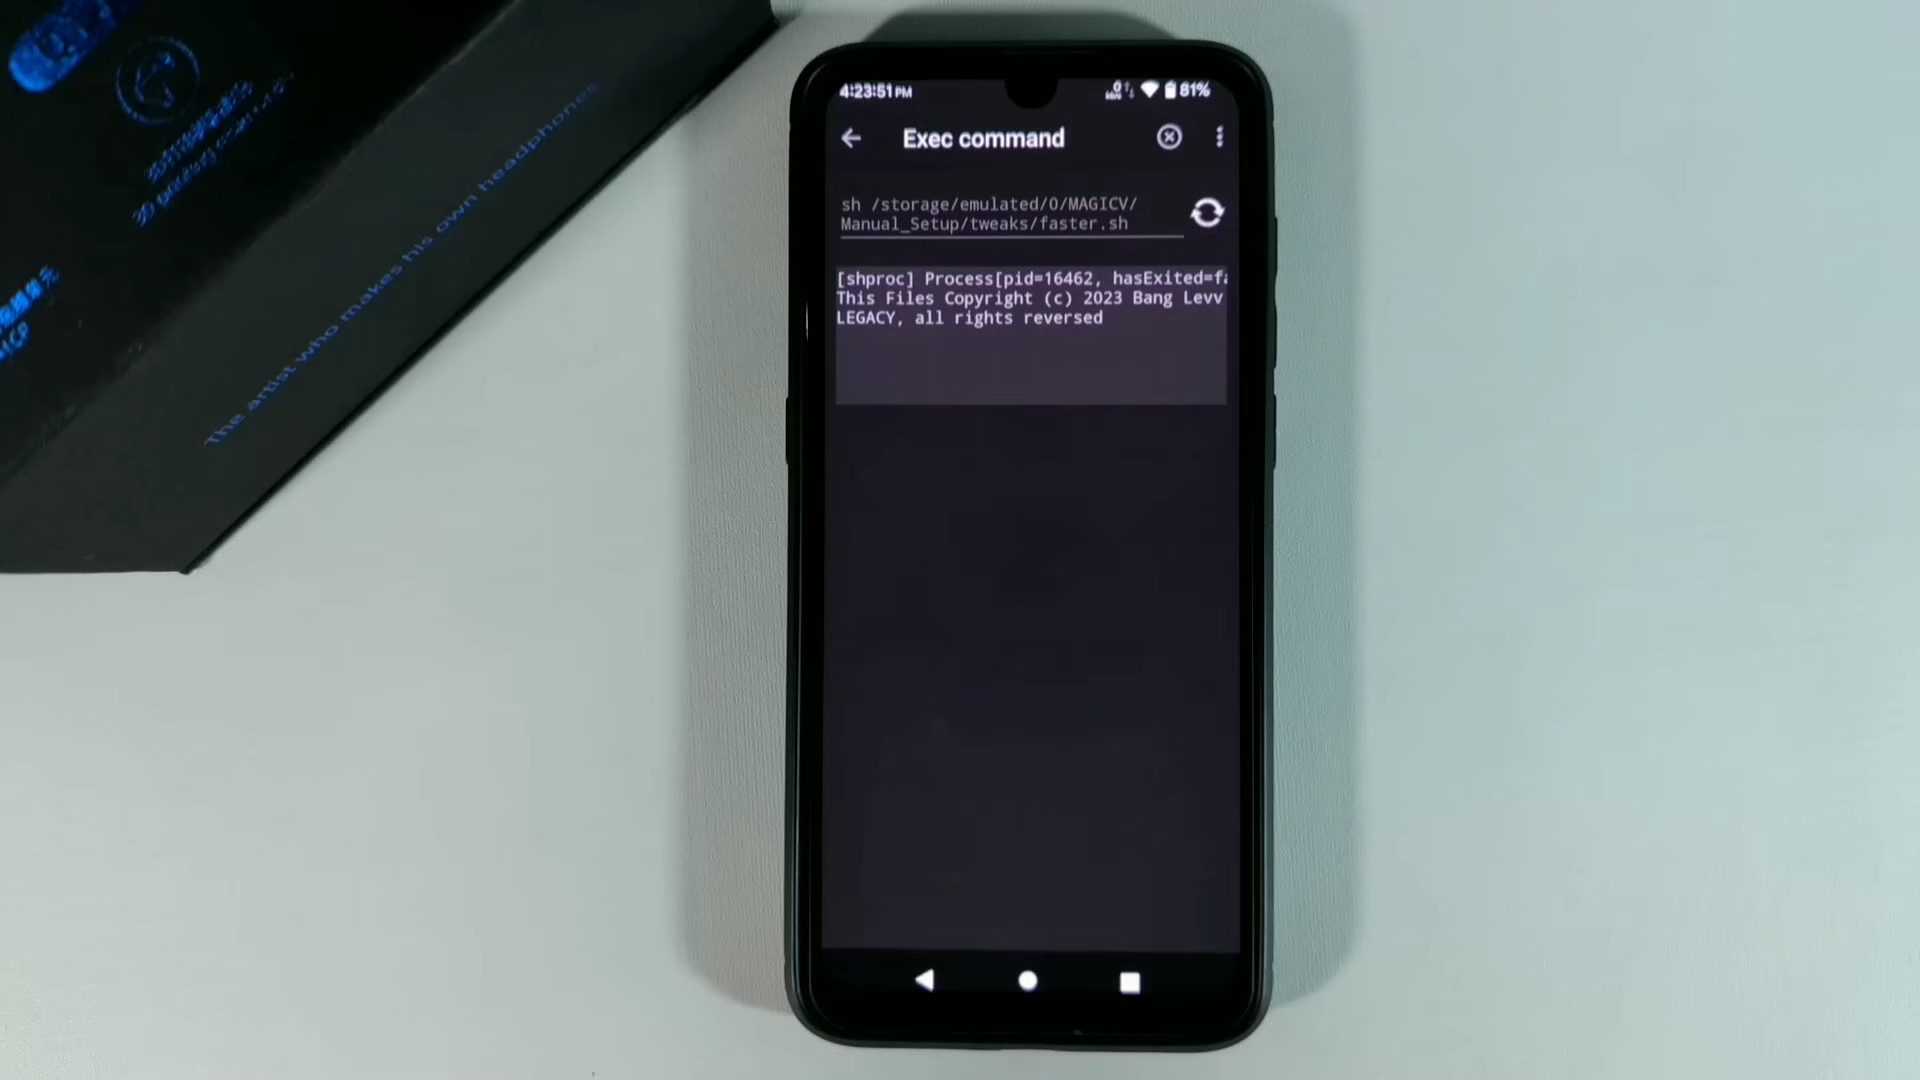 The artist who makes his own headphones
4:23:51 PM
81%
Exec command
sh /storage/emulated/0/MAGICV/
Manual_Setup/tweaks/faster.sh
[shproc] Process[pid=16462, hasExited=fa
This Files Copyright (c) 2023 Bang Levv
LEGACY, all rights reversed